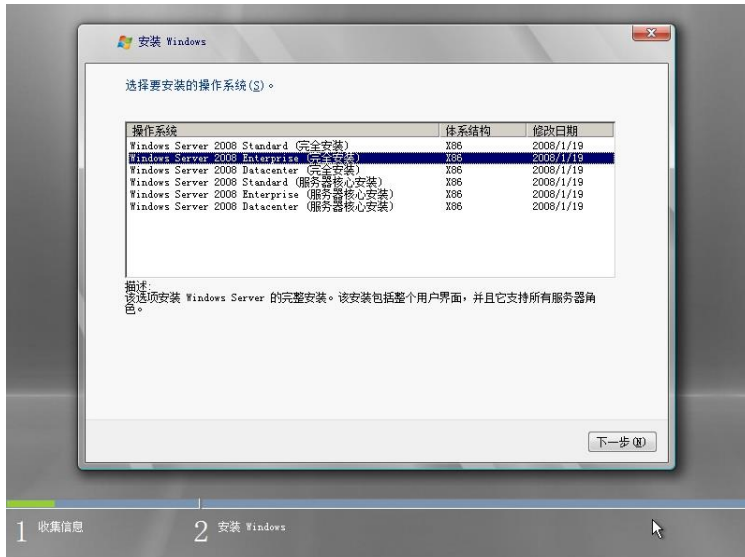 安装 Windows
选择要安装的操作系统(S)。
操作系统 体系结构 修改日期
Windows Server 2008 Standard (完全安装) X86 2008/1/19
Windows Server 2008 Enterprise (完全安装) X86 2008/1/19
Windows Server 2008 Datacenter (完全安装) X86 2008/1/19
Windows Server 2008 Standard (服务器核心安装) X86 2008/1/19
Windows Server 2008 Enterprise (服务器核心安装) X86 2008/1/19
Windows Server 2008 Datacenter (服务器核心安装) X86 2008/1/19
描述:
该选项安装 Windows Server 的完整安装。该安装包括整个用户界面，并且它支持所有服务器角
色。
下一步(N)
1 收集信息 2 安装 Windows